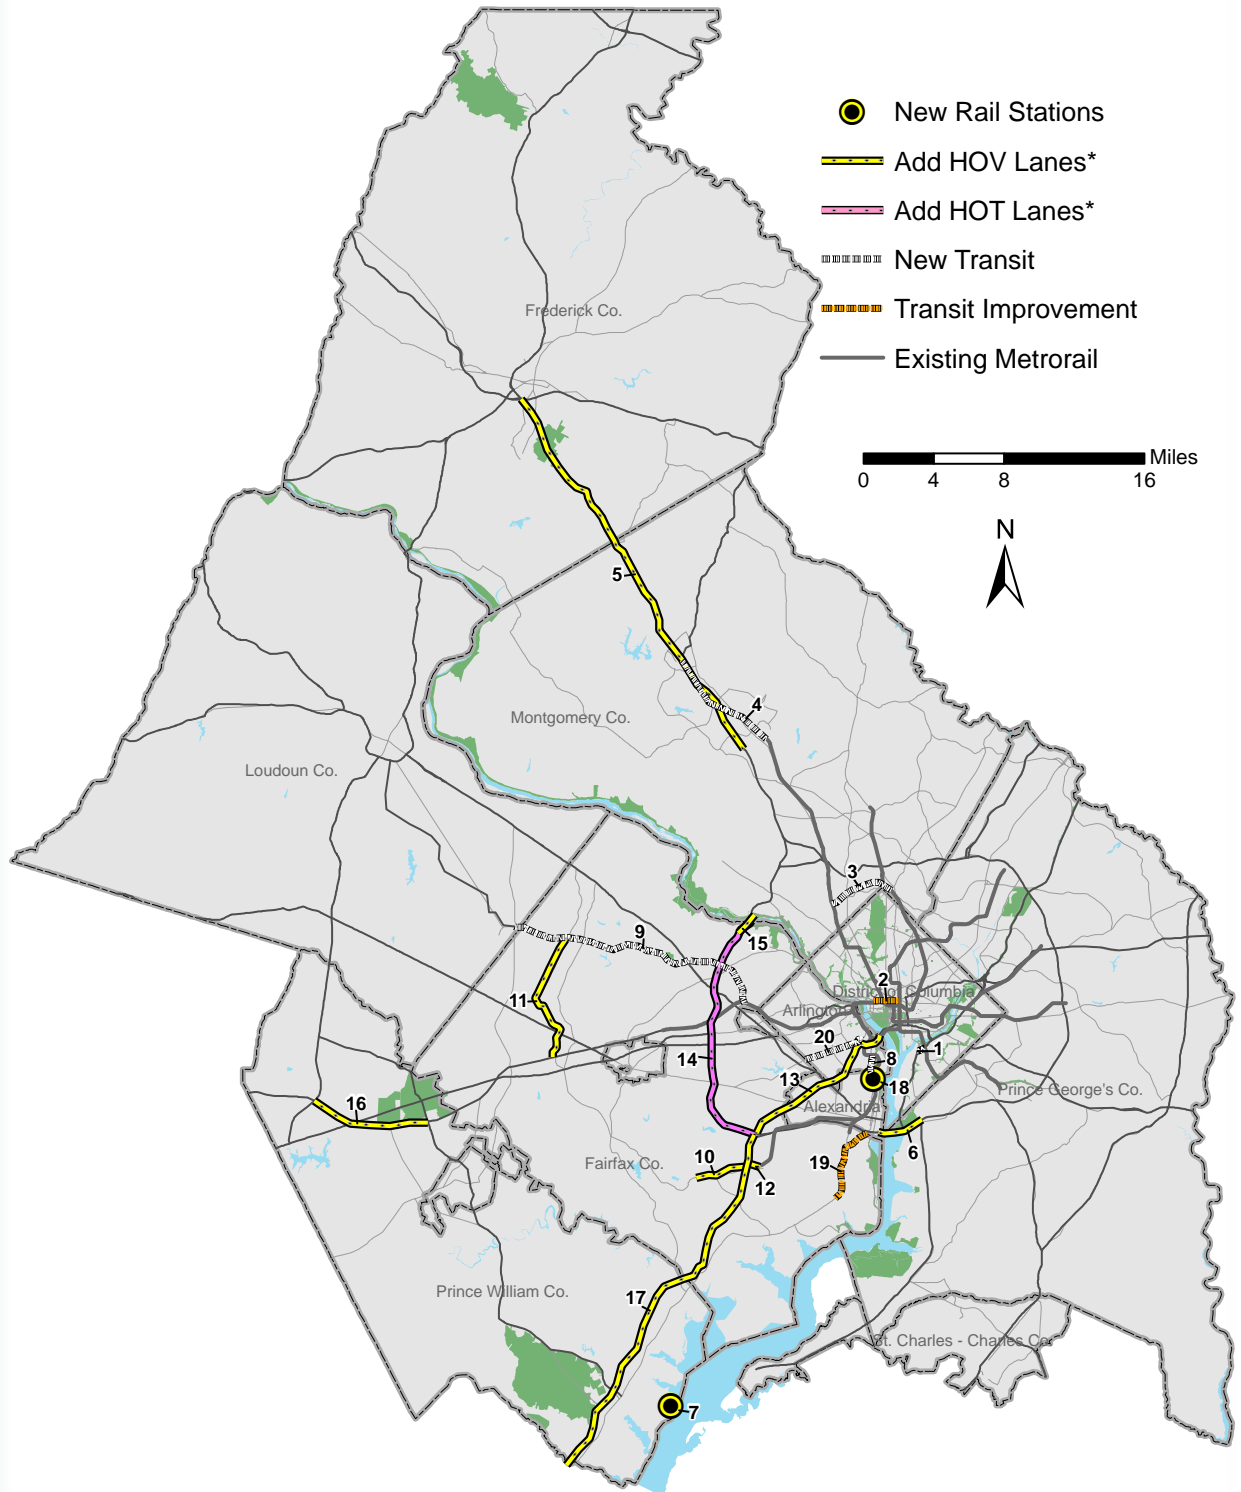 New Rail Stations
Add HOV Lanes*
Add HOT Lanes*
New Transit
Transit Improvement
Existing Metrorail
Miles
0 4 8 16
N
Frederick Co.
5
4
Montgomery Co.
Loudoun Co.
3
9
15
2
District of Columbia
11
Arlington
20
1
14
8
13
18
Prince George's Co.
16
Alexandria
6
10
Fairfax Co.
19
12
Prince William Co.
17
St. Charles - Charles Co.
7